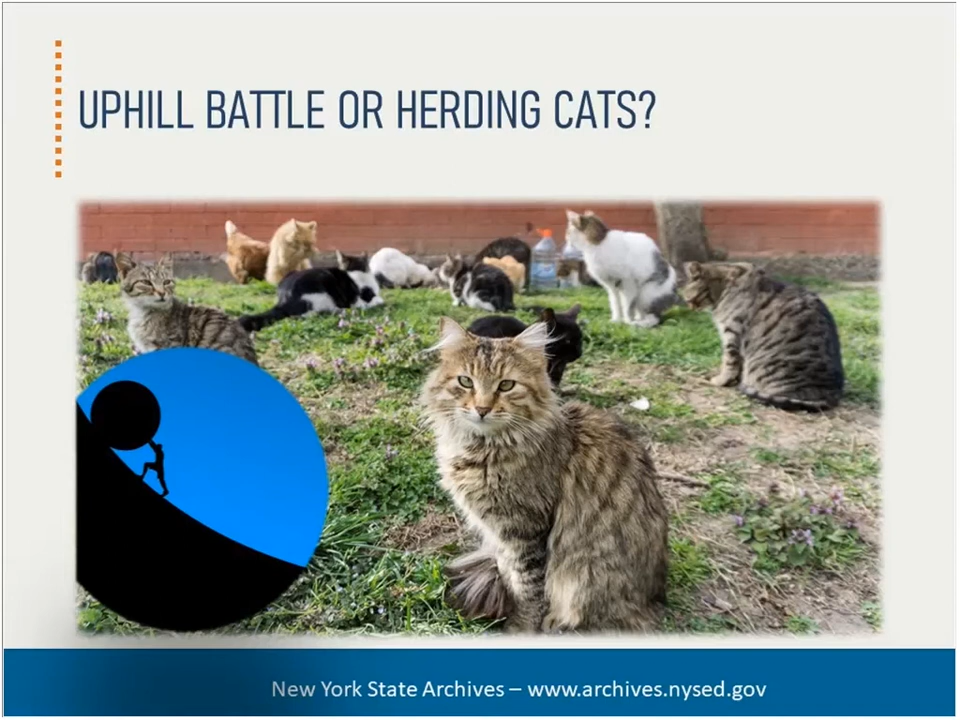 UPHILL BATTLE OR HERDING CATS?
New York State Archives – www.archives.nysed.gov